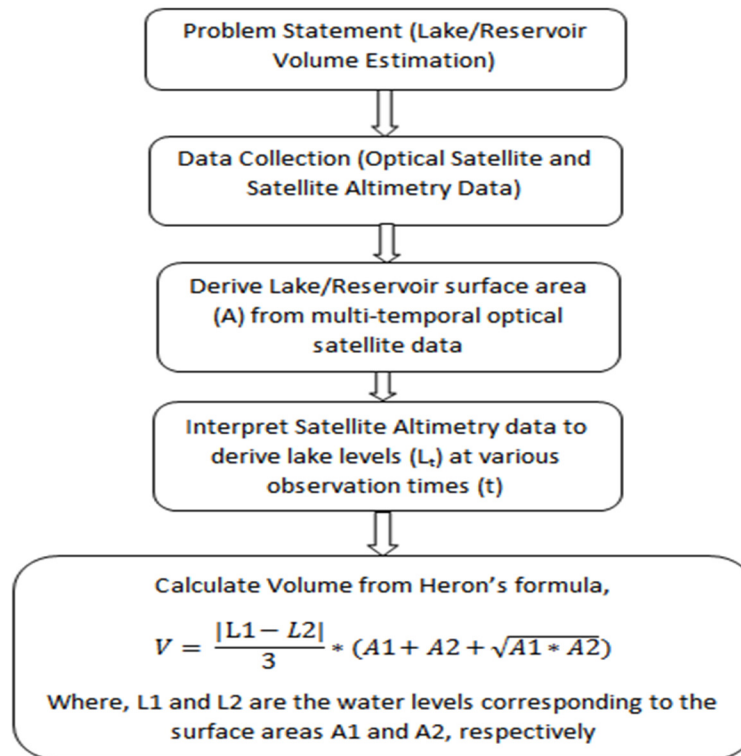 Problem Statement (Lake/Reservoir
Volume Estimation)
Data Collection (Optical Satellite and
Satellite Altimetry Data)
Derive Lake/Reservoir surface area
(A) from multi-temporal optical
satellite data
Interpret Satellite Altimetry data to
derive lake levels (Lₜ) at various
observation times (t)
Calculate Volume from Heron’s formula,
V = |L1 − L2|/3 * (A1 + A2 + √(A1 * A2))
Where, L1 and L2 are the water levels corresponding to the
surface areas A1 and A2, respectively